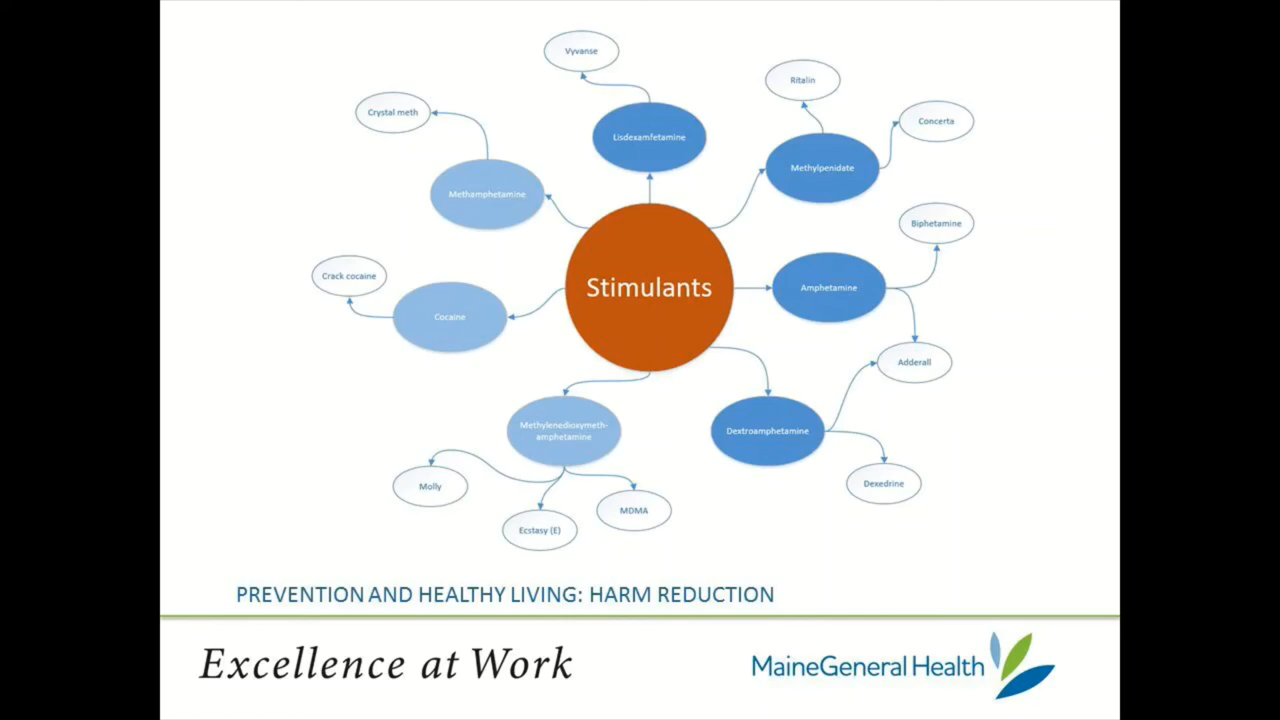 Vyvanse
Ritalin
Crystal meth
Concerta
Lisdexamfetamine
Methylpenidate
Methamphetamine
Biphetamine
Crack cocaine
Stimulants
Amphetamine
Cocaine
Adderall
Methylenedioxymeth-
amphetamine
Dextroamphetamine
Molly
Dexedrine
MDMA
Ecstasy (E)
PREVENTION AND HEALTHY LIVING: HARM REDUCTION
Excellence at Work
MaineGeneral Health